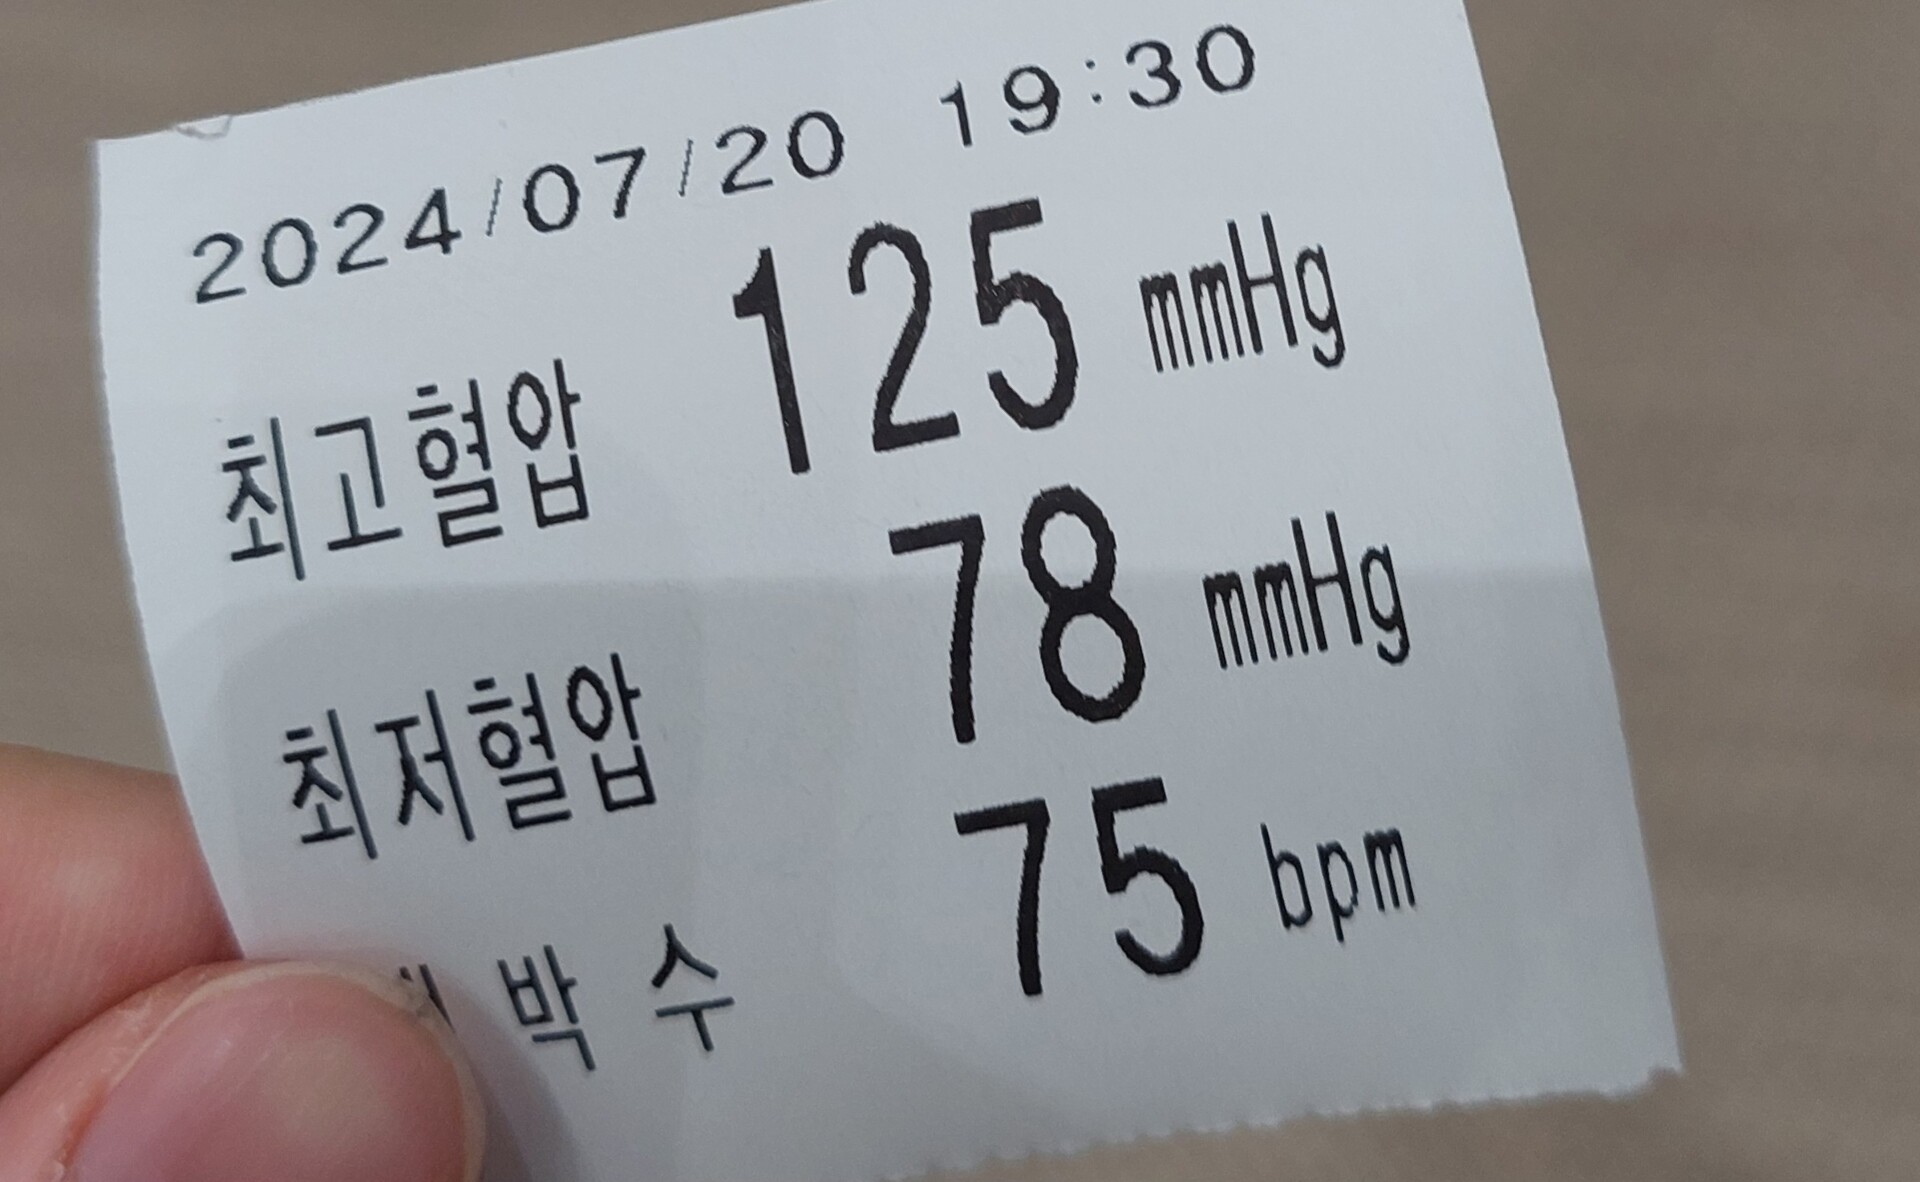 2024/07/20 19:30
최고혈압 125 mmHg
최저혈압 78 mmHg
박 수 75 bpm